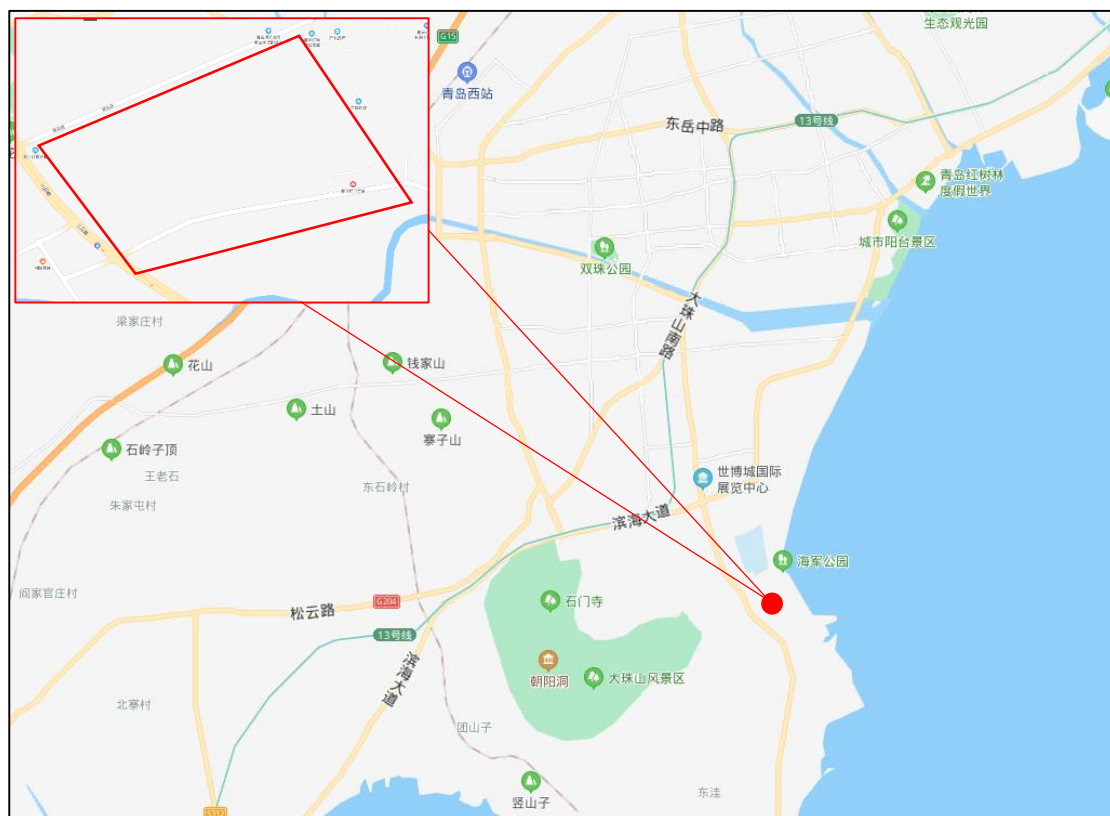 生态观光园
G15
青岛西站
东岳中路
13号线
青岛红树林
度假世界
城市阳台景区
双珠公园
大珠山南路
梁家庄村
花山
钱家山
土山
寨子山
石岭子顶
王老石
东石岭村
朱家屯村
世博城国际
展览中心
滨海大道
海军公园
阎家官庄村
松云路
G204
石门寺
13号线
滨海大道
朝阳洞
大珠山风景区
北寨村
团山子
竖山子
东洼